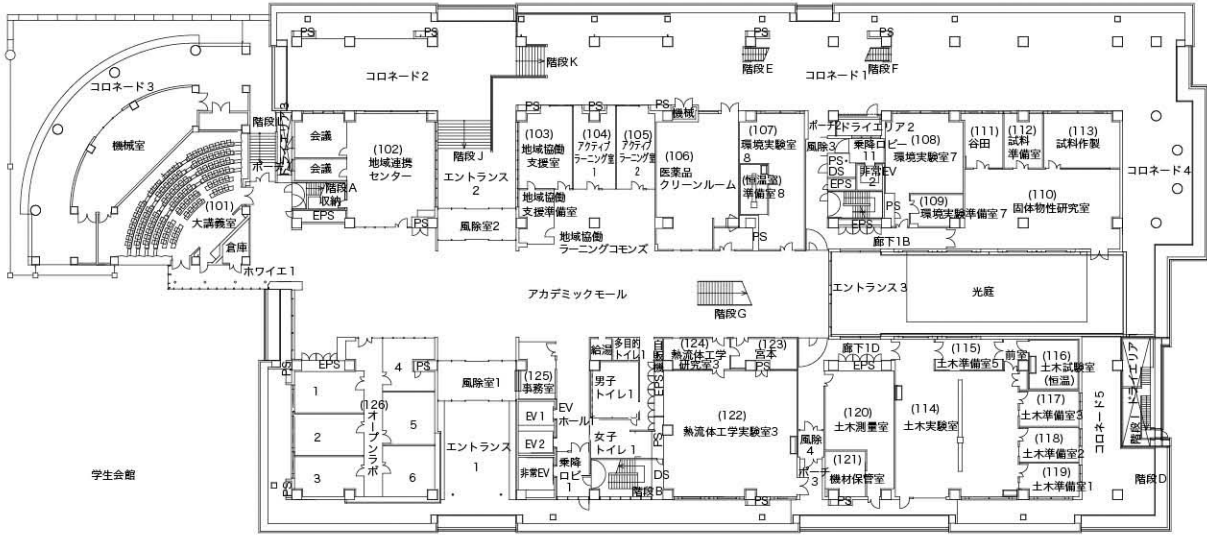 PS
PS
PS
PS
コロネード2
階段K
階段E
階段F
コロネード1
コロネード3
機械室
階段L
ポーチ
(101)
大講義室
倉庫
ホワイエ1
会議
会議
階段A
収納
EPS
(102)
地域連携
センター
PS
階段J
エントランス
2
風除室2
PS
(103)
地域協働
支援室
地域協働
支援準備室
PS
(104)
アクティブ
ラーニング室
1
(105)
アクティブ
ラーニング室
2
地域協働
ラーニングコモンズ
PS
機械
(106)
医薬品
クリーンルーム
(107)
環境実験室
8
(恒温室)
準備室8
PS
風除3
ドライエリア2
乗降ロビー
11
PS・
DS
非常EV
2
EPS
PS
EPS
(108)
環境実験室7
(109)
環境実験準備室7
(111)
谷田
(112)
試料
準備室
(113)
試料作製
(110)
固体物性研究室
コロネード4
廊下1B
アカデミックモール
階段G
エントランス3
光庭
学生会館
PS
EPS
PS
1
2
3
4
5
6
(126)
オープンラボ
PS
風除室1
エントランス
1
(125)
事務室
EV1
EV2
非常EV
EV
ホール1
乗降
ロビー
1
給湯
多目的
トイレ1
男子
トイレ1
女子
トイレ1
階段B
EPS
PS
DS
(124)
熱流体工学
研究室3
(123)
宮本
PS
(122)
熱流体工学実験室3
PS
風除
4
ポーチ
3
廊下1D
EPS
(120)
土木測量室
(121)
機材保管室
PS
(114)
土木実験室
(115)
土木準備室5
前室
(116)
土木試験室
(恒温)
(117)
土木準備室3
(118)
土木準備室2
(119)
土木準備室1
PS
コロネード5
ドライエリア
階段I
階段D